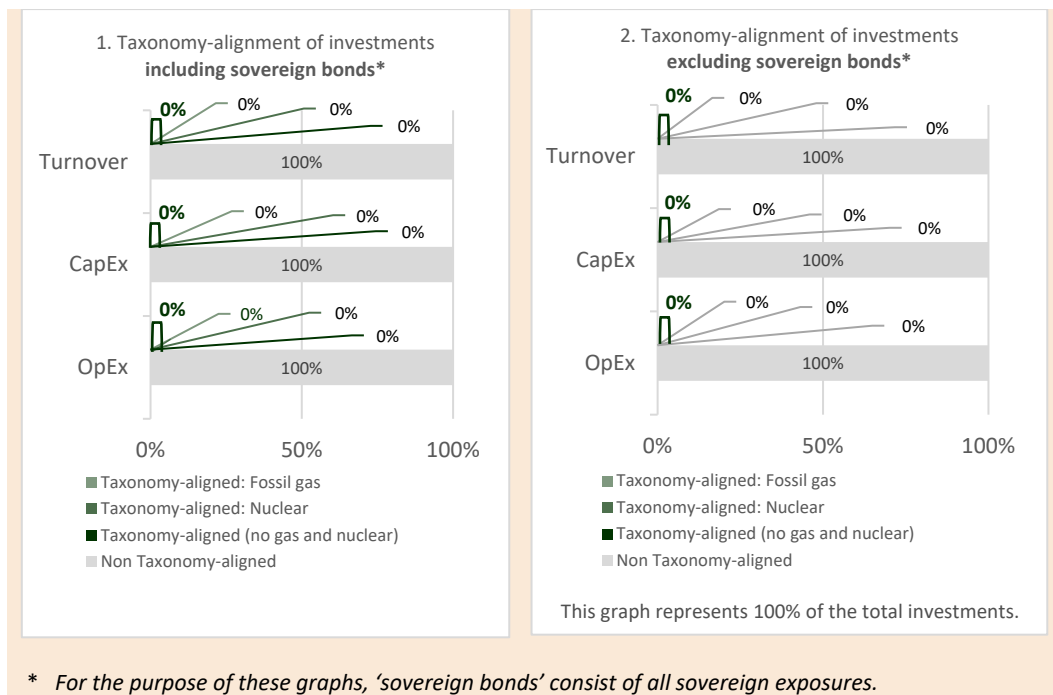 1. Taxonomy-alignment of investments
including sovereign bonds*
0%
0%
0%
0%
Turnover
100%
0%
0%
0%
0%
CapEx
100%
0%
0%
0%
0%
OpEx
100%
0%
50%
100%
Taxonomy-aligned: Fossil gas
Taxonomy-aligned: Nuclear
Taxonomy-aligned (no gas and nuclear)
Non Taxonomy-aligned
2. Taxonomy-alignment of investments
excluding sovereign bonds*
0%
0%
0%
0%
Turnover
100%
0%
0%
0%
0%
CapEx
100%
0%
0%
0%
0%
OpEx
100%
0%
50%
100%
Taxonomy-aligned: Fossil gas
Taxonomy-aligned: Nuclear
Taxonomy-aligned (no gas and nuclear)
Non Taxonomy-aligned
This graph represents 100% of the total investments.
* For the purpose of these graphs, ‘sovereign bonds’ consist of all sovereign exposures.